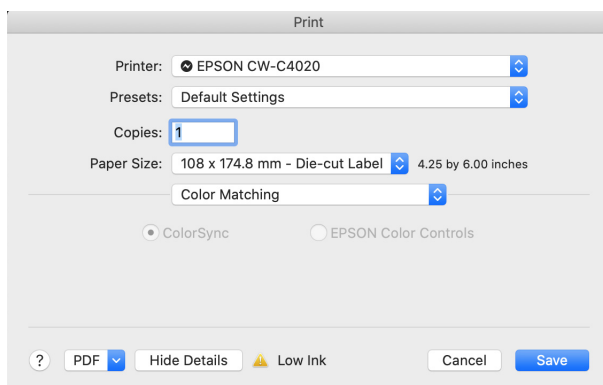 Print
Printer: EPSON CW-C4020
Presets: Default Settings
Copies: 1
Paper Size: 108 x 174.8 mm - Die-cut Label 4.25 by 6.00 inches
Color Matching
ColorSync EPSON Color Controls
? PDF Hide Details Low Ink Cancel Save